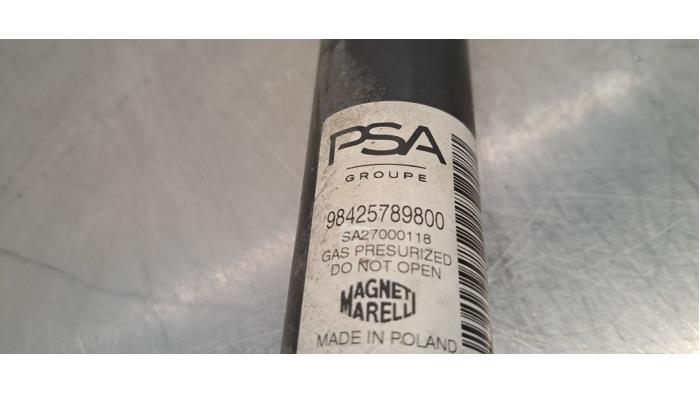 PSA
GROUPE
98425789800
SA27000118
GAS PRESURIZED
DO NOT OPEN
MAGNETI
MARELLI
MADE IN POLAND